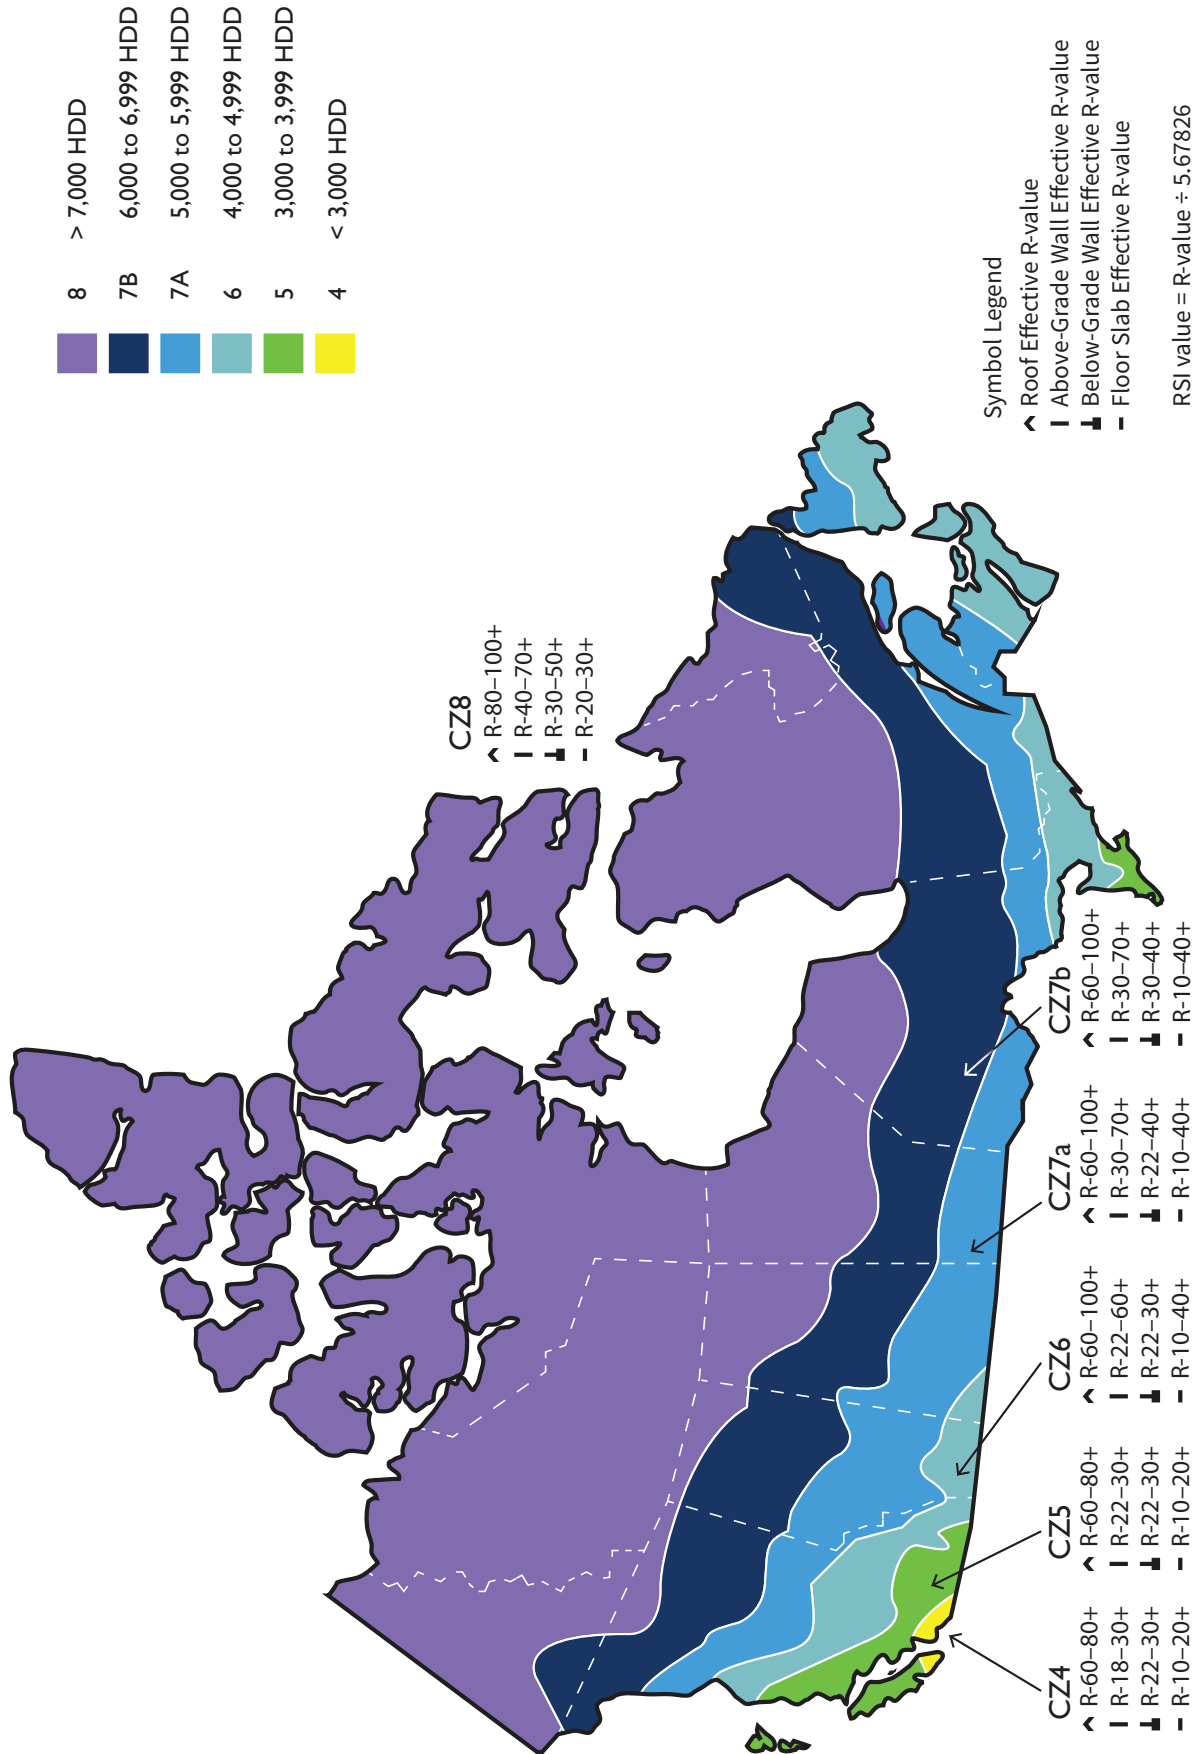 8 > 7,000 HDD
7B 6,000 to 6,999 HDD
7A 5,000 to 5,999 HDD
6 4,000 to 4,999 HDD
5 3,000 to 3,999 HDD
4 < 3,000 HDD
CZ8
R-80–100+
R-40–70+
R-30–50+
R-20–30+
CZ4
R-60–80+
R-18–30+
R-22–30+
R-10–20+
CZ5
R-60–80+
R-22–30+
R-22–30+
R-10–20+
CZ6
R-60–100+
R-22–60+
R-22–30+
R-10–40+
CZ7a
R-60–100+
R-30–70+
R-22–40+
R-10–40+
CZ7b
R-60–100+
R-30–70+
R-30–40+
R-10–40+
Symbol Legend
Roof Effective R-value
Above-Grade Wall Effective R-value
Below-Grade Wall Effective R-value
Floor Slab Effective R-value
RSI value = R-value ÷ 5.67826